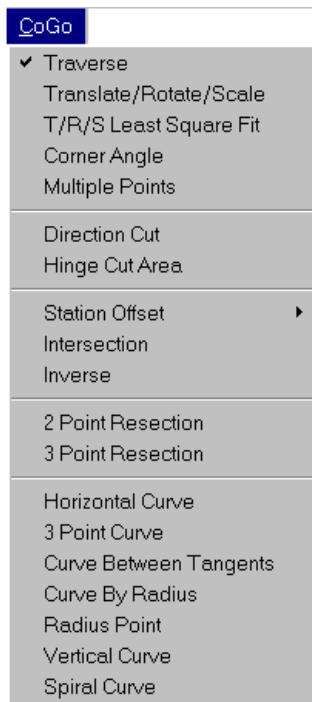 CoGo
Traverse
Translate/Rotate/Scale
T/R/S Least Square Fit
Corner Angle
Multiple Points
Direction Cut
Hinge Cut Area
Station Offset
Intersection
Inverse
2 Point Resection
3 Point Resection
Horizontal Curve
3 Point Curve
Curve Between Tangents
Curve By Radius
Radius Point
Vertical Curve
Spiral Curve